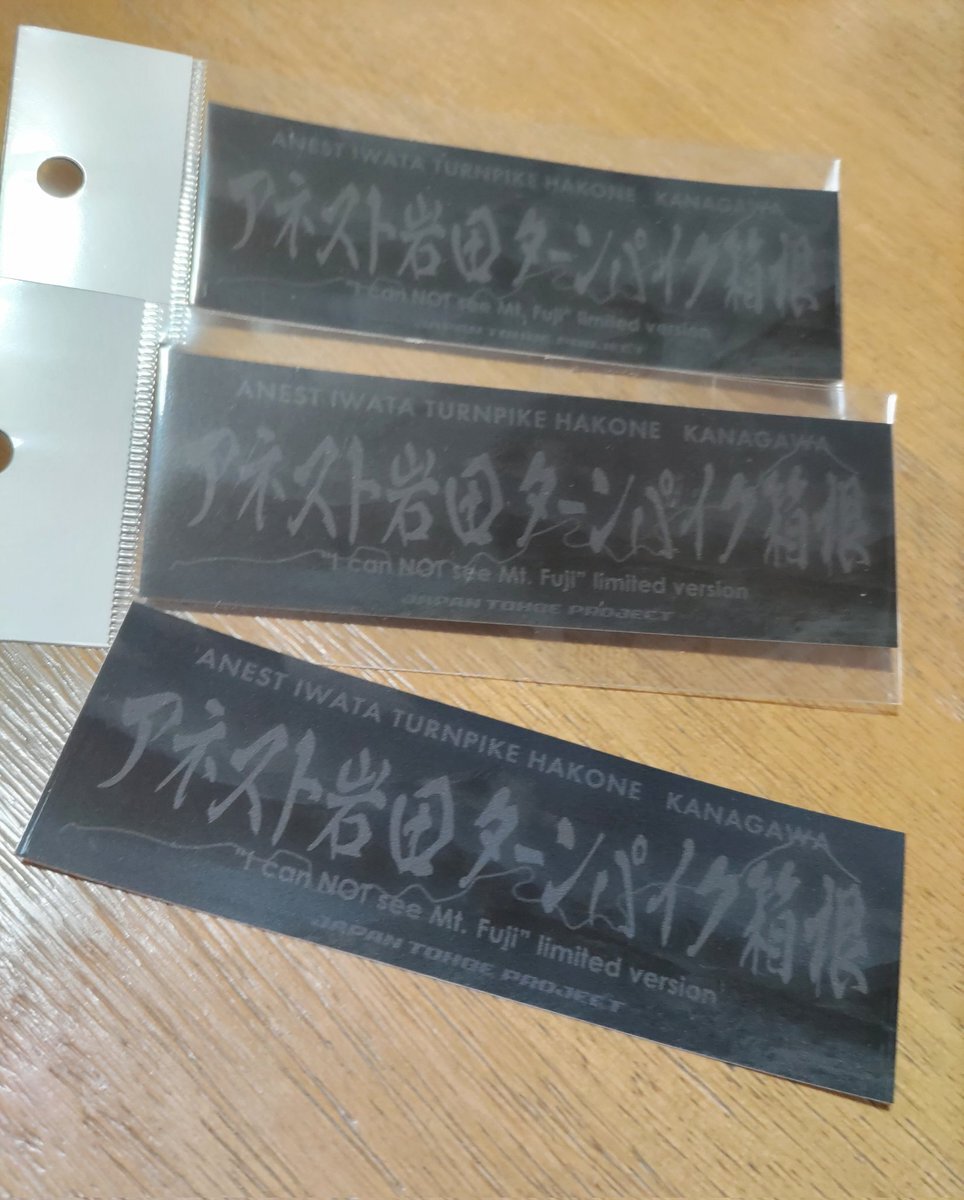 ANEST IWATA TURNPIKE HAKONE KANAGAWA
アネスト岩田ターンパイク箱根
"I can NOT see Mt. Fuji" limited version
JAPAN TOHGE PROJECT
ANEST IWATA TURNPIKE HAKONE KANAGAWA
アネスト岩田ターンパイク箱根
"I can NOT see Mt. Fuji" limited version
JAPAN TOHGE PROJECT
ANEST IWATA TURNPIKE HAKONE KANAGAWA
アネスト岩田ターンパイク箱根
"I can NOT see Mt. Fuji" limited version
JAPAN TOHGE PROJECT